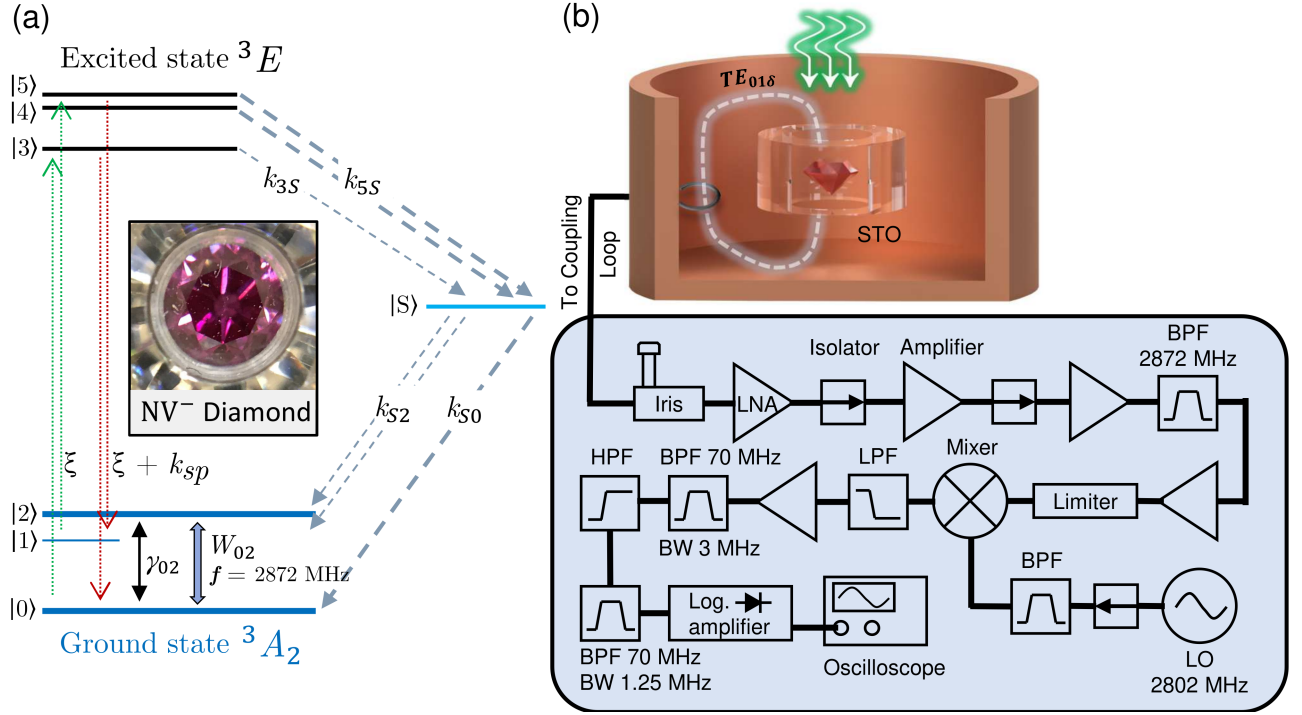 (a)
Excited state ³E
|5⟩
|4⟩
|3⟩
k₃S
k₅S
|S⟩
NV⁻ Diamond
kS2
kS0
ξ
ξ + ksp
|2⟩
|1⟩
|0⟩
γ₀₂
W₀₂
f = 2872 MHz
Ground state ³A₂
(b)
TE₀₁δ
STO
To Coupling
Loop
Iris
LNA
Isolator
Amplifier
BPF
2872 MHz
HPF
BPF 70 MHz
BW 3 MHz
LPF
Mixer
Limiter
BPF
LO
2802 MHz
BPF 70 MHz
BW 1.25 MHz
Log.
amplifier
Oscilloscope